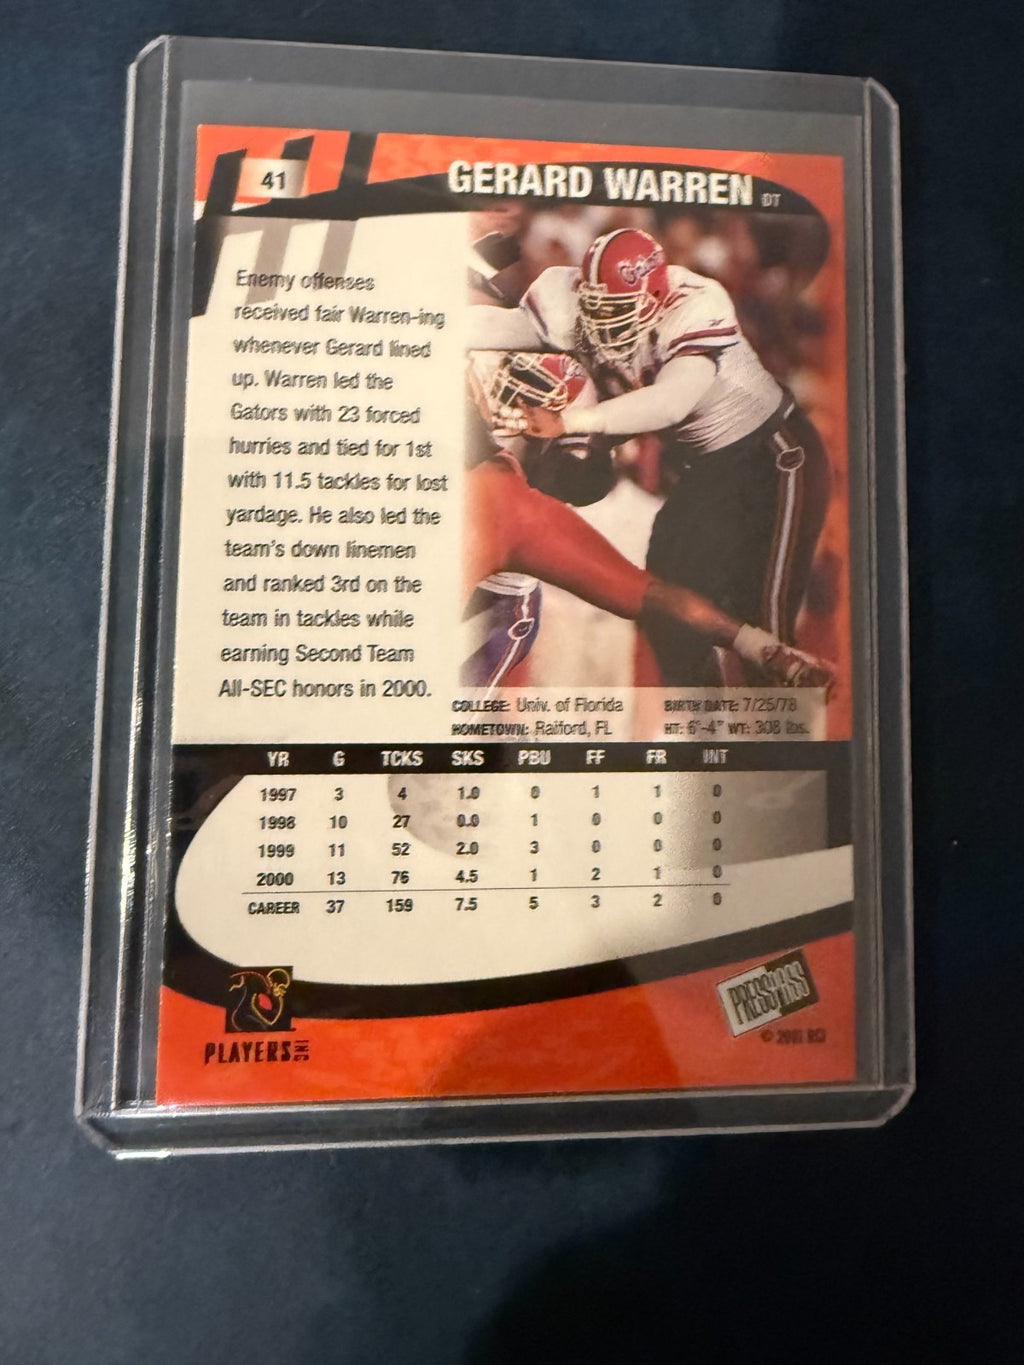 41
GERARD WARREN DT
Enemy offenses
received fair Warren-ing
whenever Gerard lined
up. Warren led the
Gators with 23 forced
hurries and tied for 1st
with 11.5 tackles for lost
yardage. He also led the
team's down linemen
and ranked 3rd on the
team in tackles while
earning Second Team
All-SEC honors in 2000.
Gators
COLLEGE: Univ. of Florida BIRTH DATE: 7/25/78
HOMETOWN: Raiford, FL HT: 6'-4" WT: 308 lbs.
YR G TCKS SKS PBU FF FR INT
1997 3 4 1.0 0 1 1 0
1998 10 27 0.0 1 0 0 0
1999 11 52 2.0 3 0 0 0
2000 13 76 4.5 1 2 1 0
CAREER 37 159 7.5 5 3 2 0
PLAYERS INC
PRESS PASS
© 2001